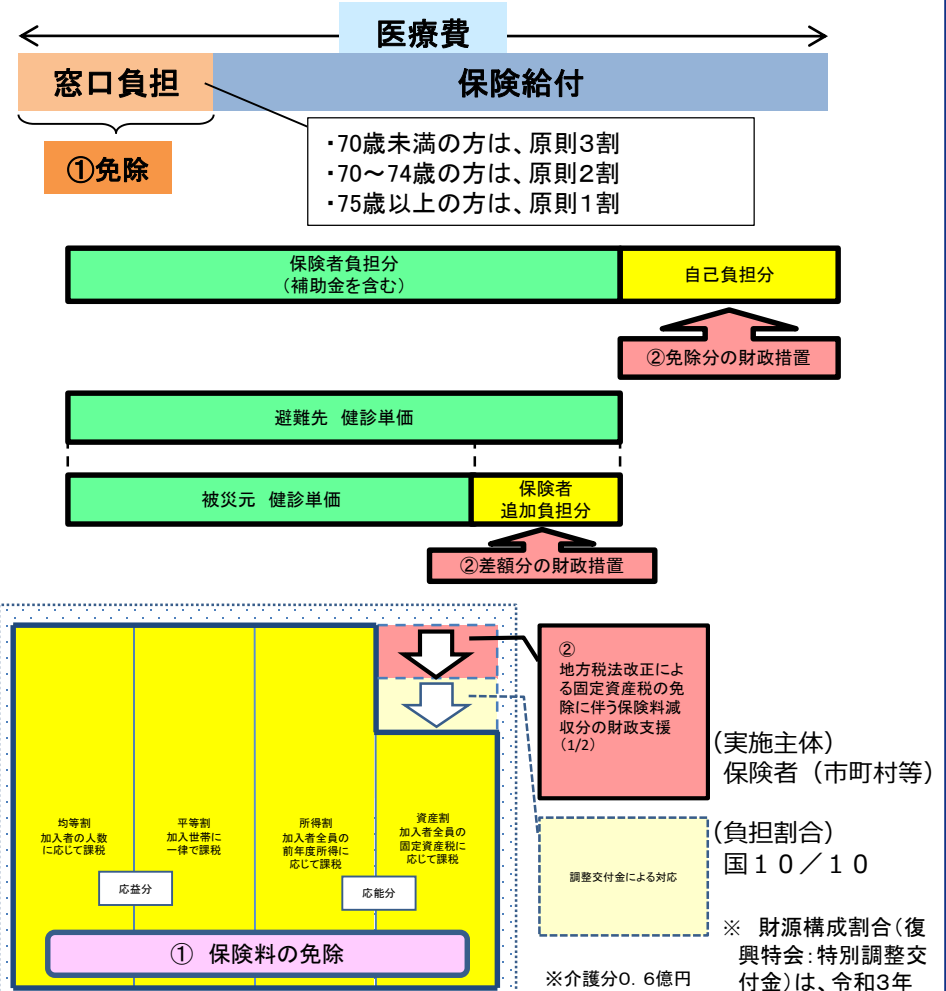 医療費
窓口負担
保険給付
①免除
・70歳未満の方は、原則3割
・70～74歳の方は、原則2割
・75歳以上の方は、原則1割
保険者負担分
（補助金を含む）
自己負担分
②免除分の財政措置
避難先　健診単価
被災元　健診単価
保険者
追加負担分
②差額分の財政措置
②
地方税法改正によ
る固定資産税の免
除に伴う保険料減
収分の財政支援
(1/2)
（実施主体）
保険者（市町村等）
均等割
加入者の人数
に応じて課税
平等割
加入世帯に
一律で課税
所得割
加入者全員の
前年度所得に
応じて課税
資産割
加入者全員の
固定資産税に
応じて課税
応益分
応能分
① 保険料の免除
調整交付金による対応
（負担割合）
国１０／１０
※介護分０．６億円
※　財源構成割合（復
興特会：特別調整交
付金）は、令和3年